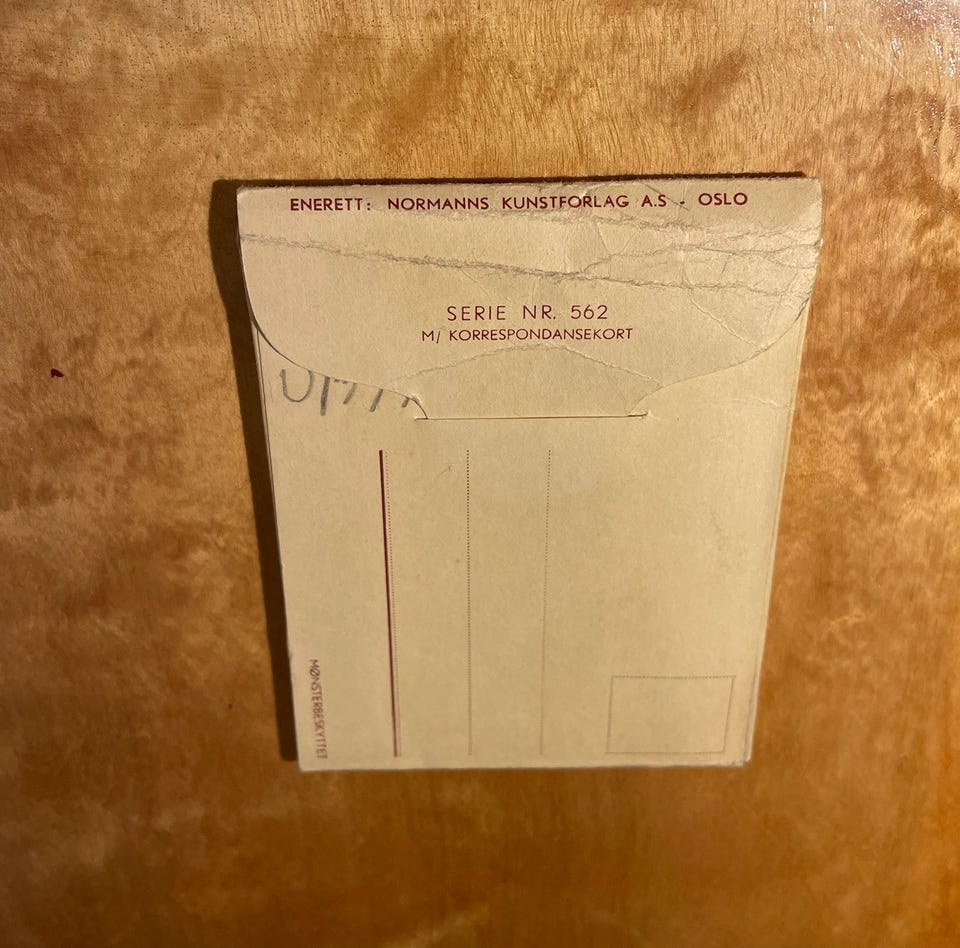 ENERETT: NORMANNS KUNSTFORLAG A.S - OSLO
SERIE NR. 562
M/ KORRESPONDANSEKORT
MØNSTERBESKYTTET